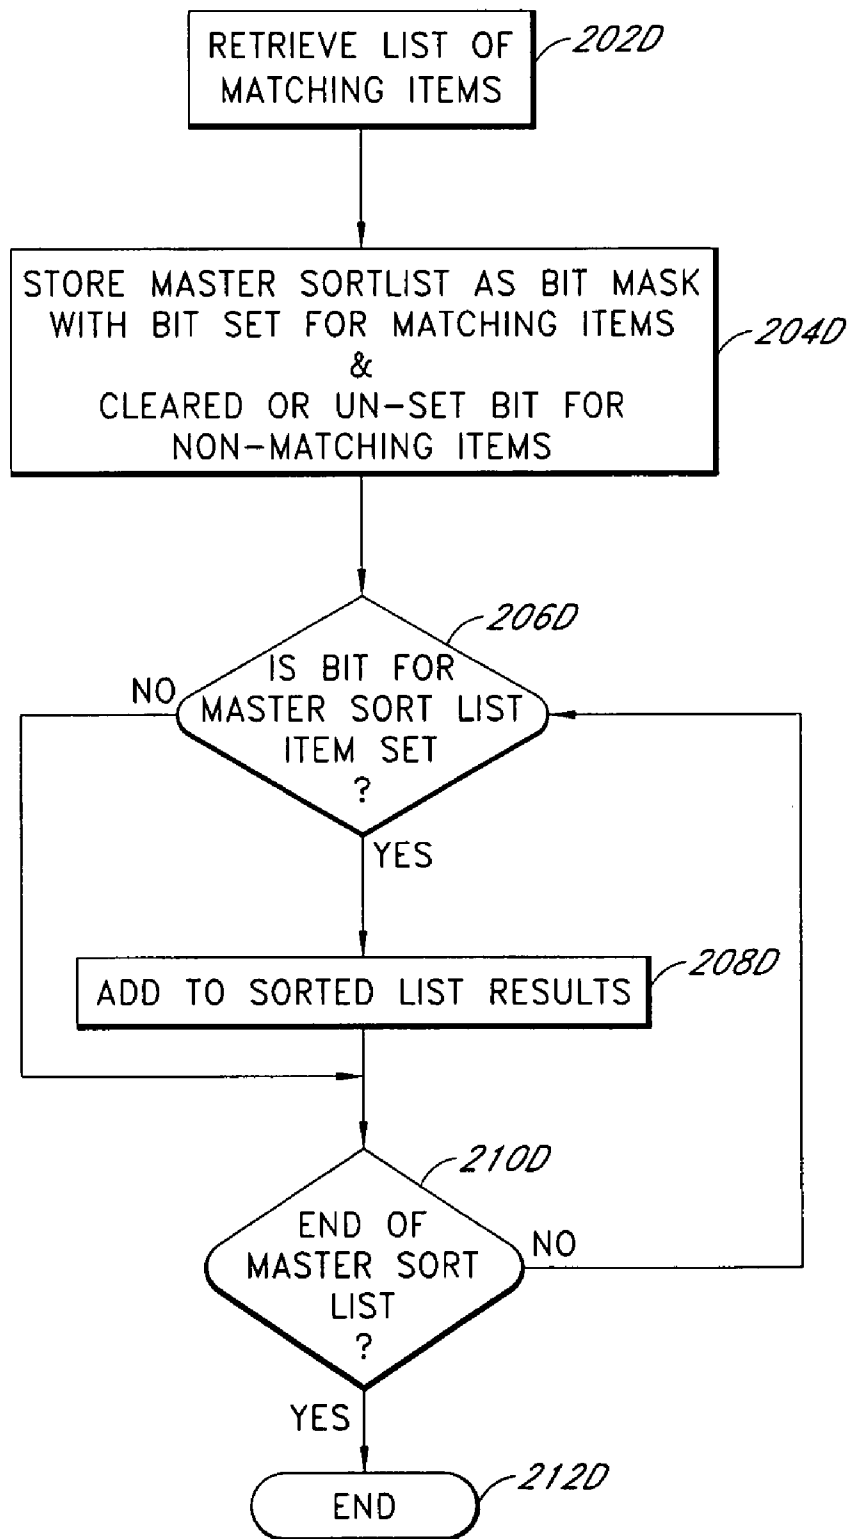 RETRIEVE LIST OF
MATCHING ITEMS
202D
STORE MASTER SORTLIST AS BIT MASK
WITH BIT SET FOR MATCHING ITEMS
&
CLEARED OR UN-SET BIT FOR
NON-MATCHING ITEMS
204D
206D
IS BIT FOR
MASTER SORT LIST
ITEM SET
?
NO
YES
ADD TO SORTED LIST RESULTS
208D
210D
END OF
MASTER SORT
LIST
?
NO
YES
END
212D